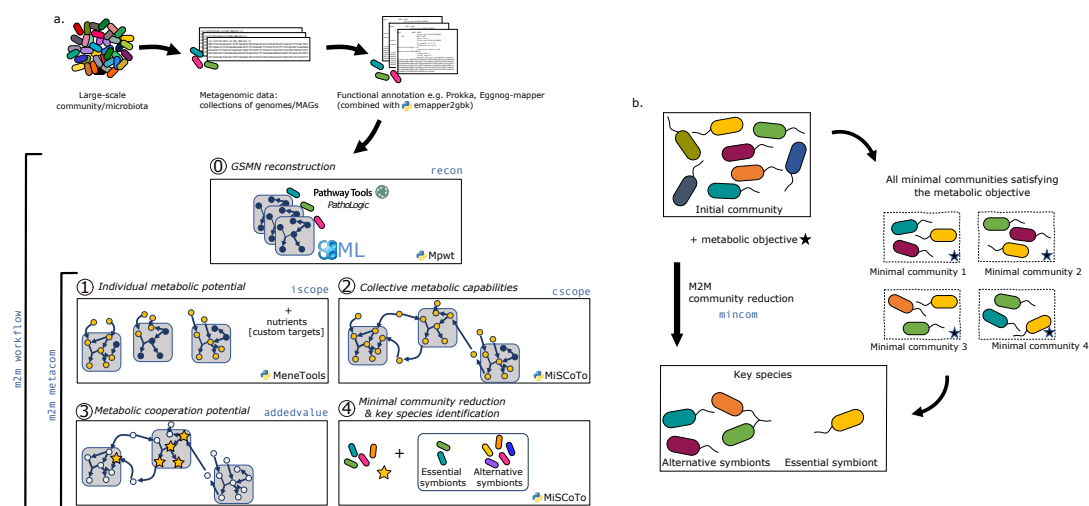 a.
Large-scale
community/microbiota
Metagenomic data:
collections of genomes/MAGs
Functional annotation e.g. Prokka, Eggnog-mapper
(combined with emapper2gbk)
m2m workflow
m2m metacom
0 GSMN reconstruction
recon
Pathway Tools
PathoLogic
SBML
Mpwt
1 Individual metabolic potential
iscope
+
nutrients
[custom targets]
MeneTools
2 Collective metabolic capabilities
cscope
MiSCoTo
3 Metabolic cooperation potential
addedvalue
4 Minimal community reduction
& key species identification
+
Essential
symbionts
Alternative
symbionts
MiSCoTo
b.
Initial community
+ metabolic objective
M2M
community reduction
mincom
All minimal communities satisfying
the metabolic objective
Minimal community 1
Minimal community 2
Minimal community 3
Minimal community 4
Key species
Alternative symbionts
Essential symbiont